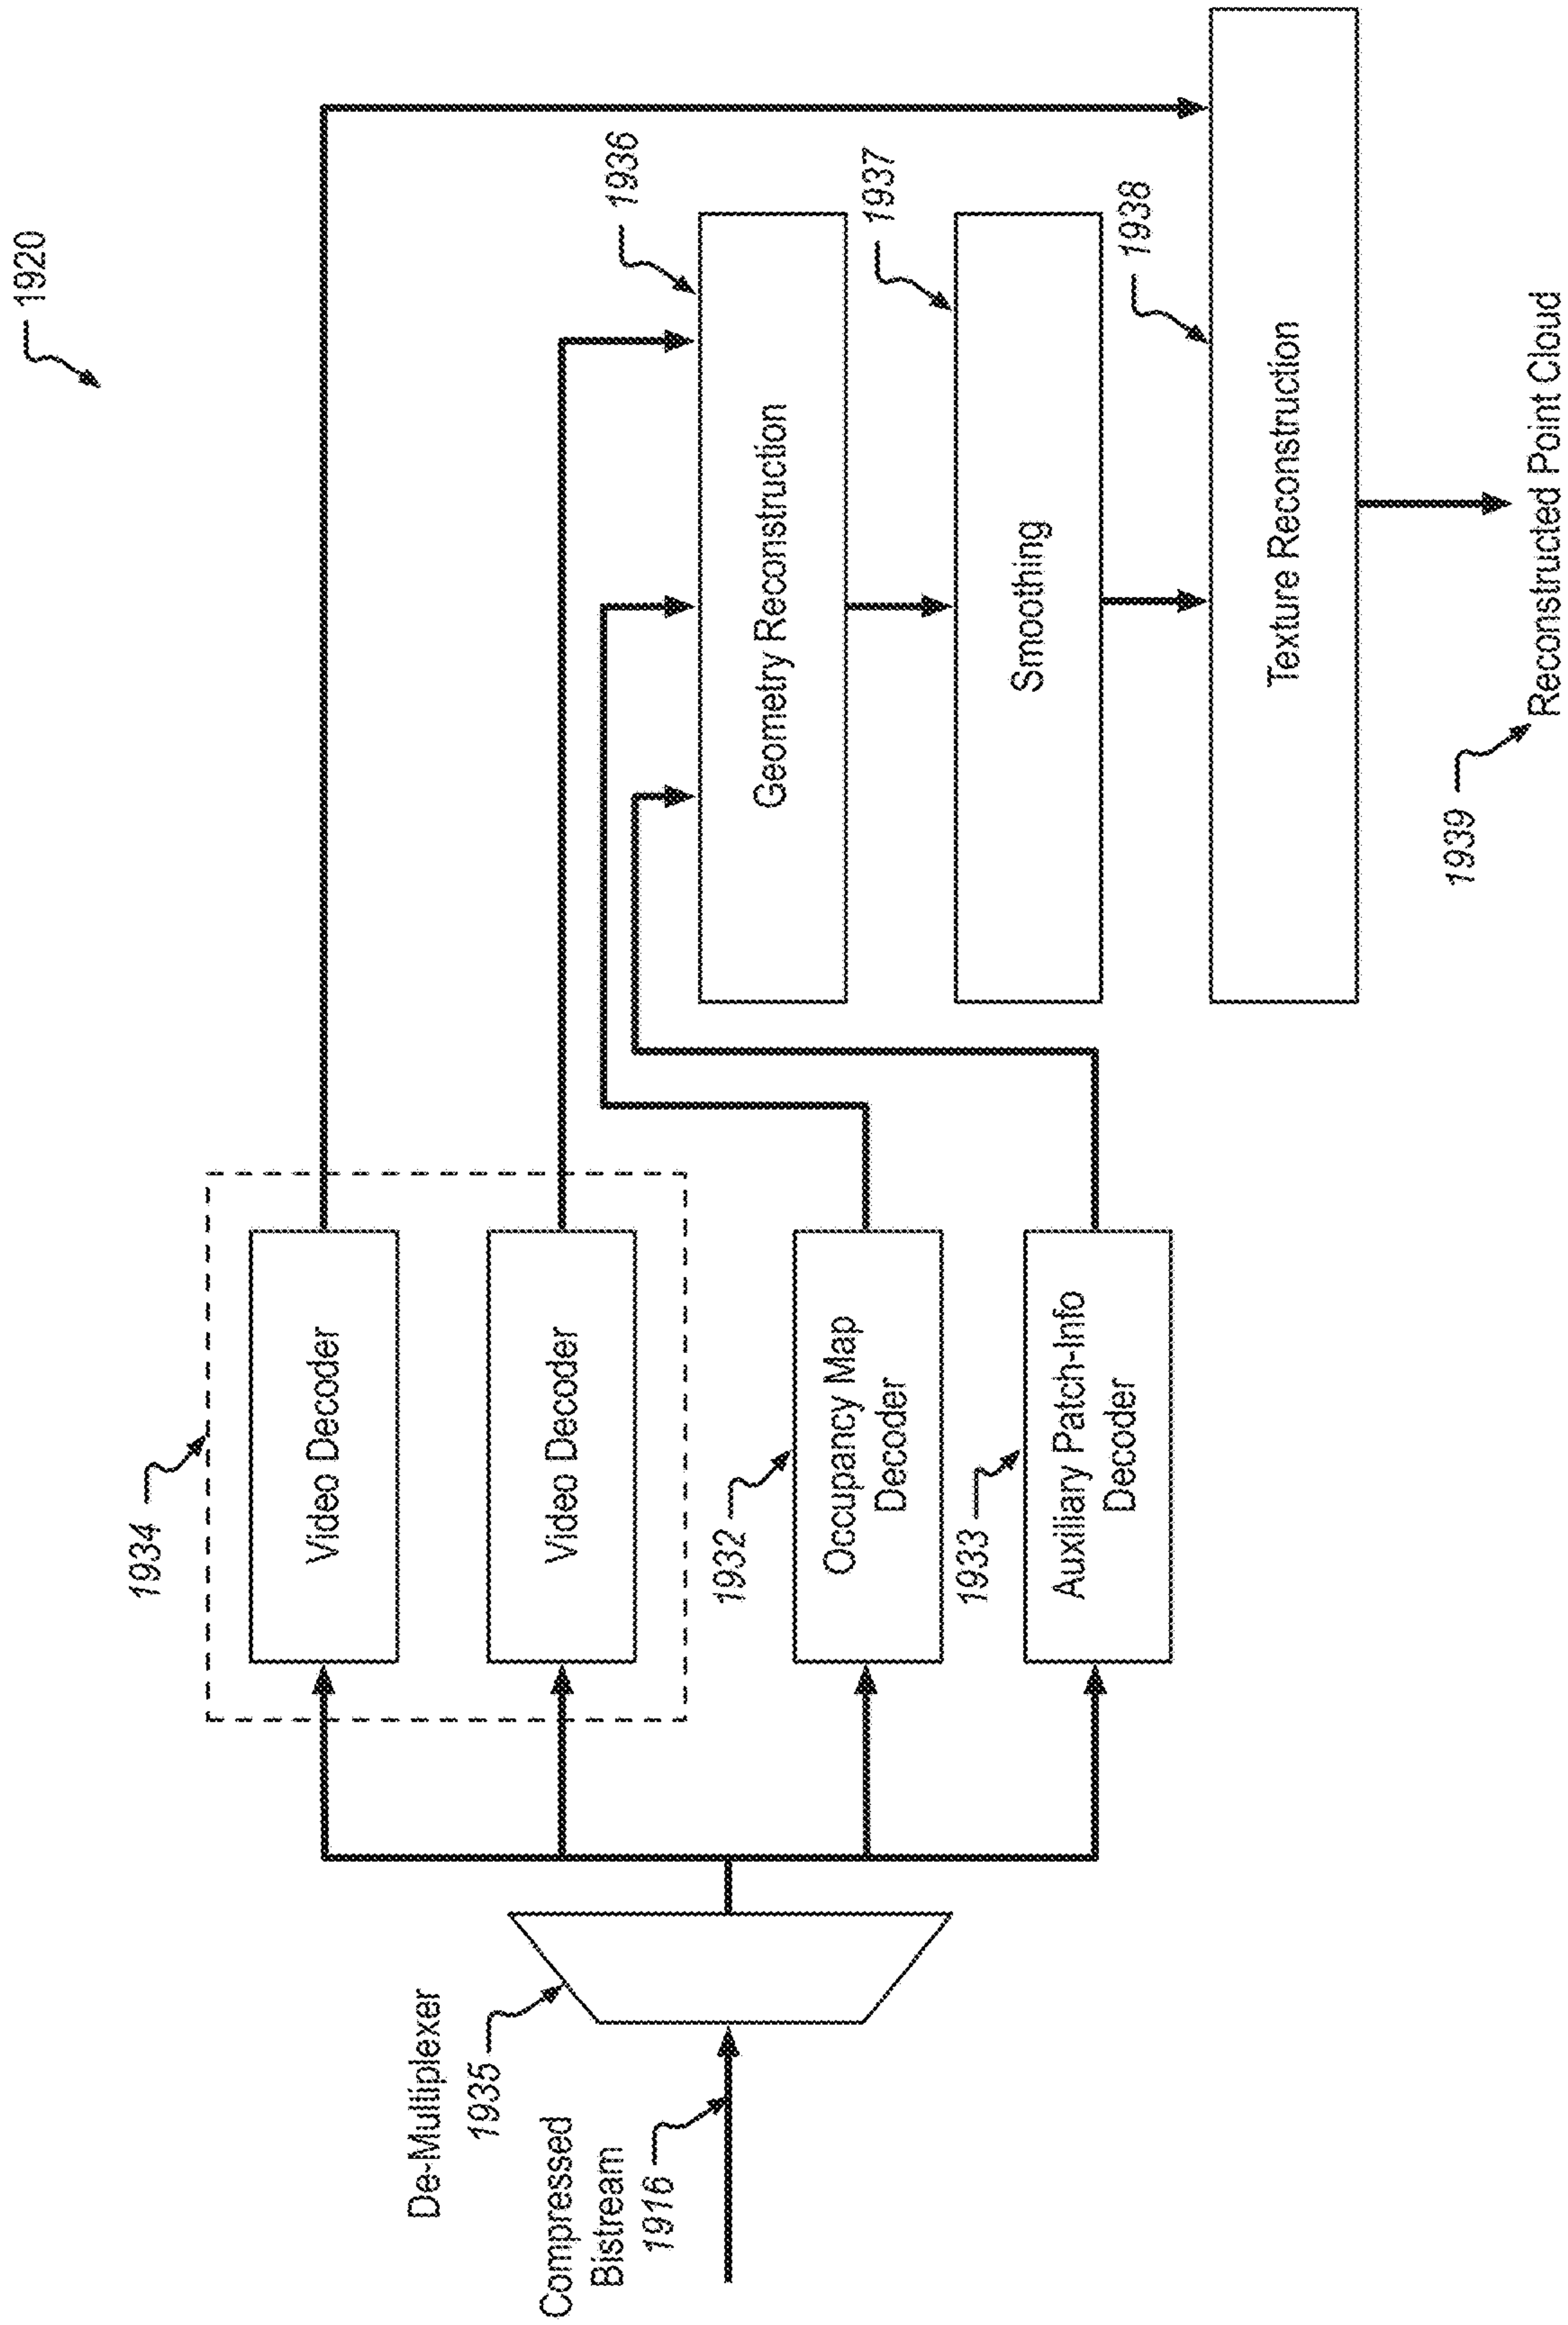 1920
1934
Video Decoder
Video Decoder
1932
Occupancy Map
Decoder
1933
Auxiliary Patch-Info
Decoder
De-Multiplexer
1935
Compressed
Bistream
1916
1936
Geometry Reconstruction
1937
Smoothing
1938
Texture Reconstruction
1939
Reconstructed Point Cloud